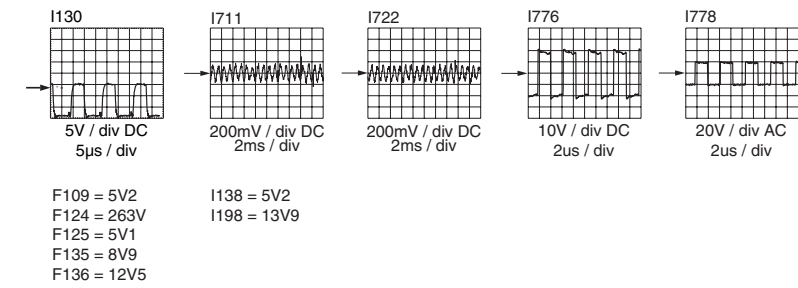 I130
5V / div DC
5µs / div
I711
200mV / div DC
2ms / div
I722
200mV / div DC
2ms / div
I776
10V / div DC
2us / div
I778
20V / div AC
2us / div
F109 = 5V2
F124 = 263V
F125 = 5V1
F135 = 8V9
F136 = 12V5
I138 = 5V2
I198 = 13V9